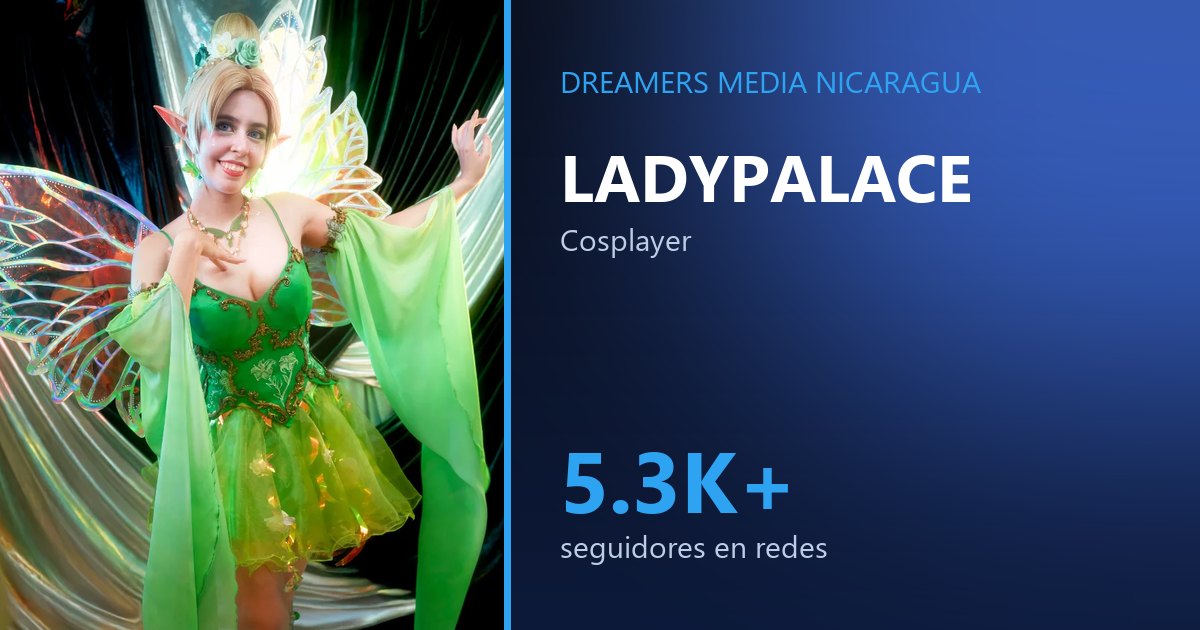 DREAMERS MEDIA NICARAGUA
LADYPALACE
Cosplayer
5.3K+
seguidores en redes